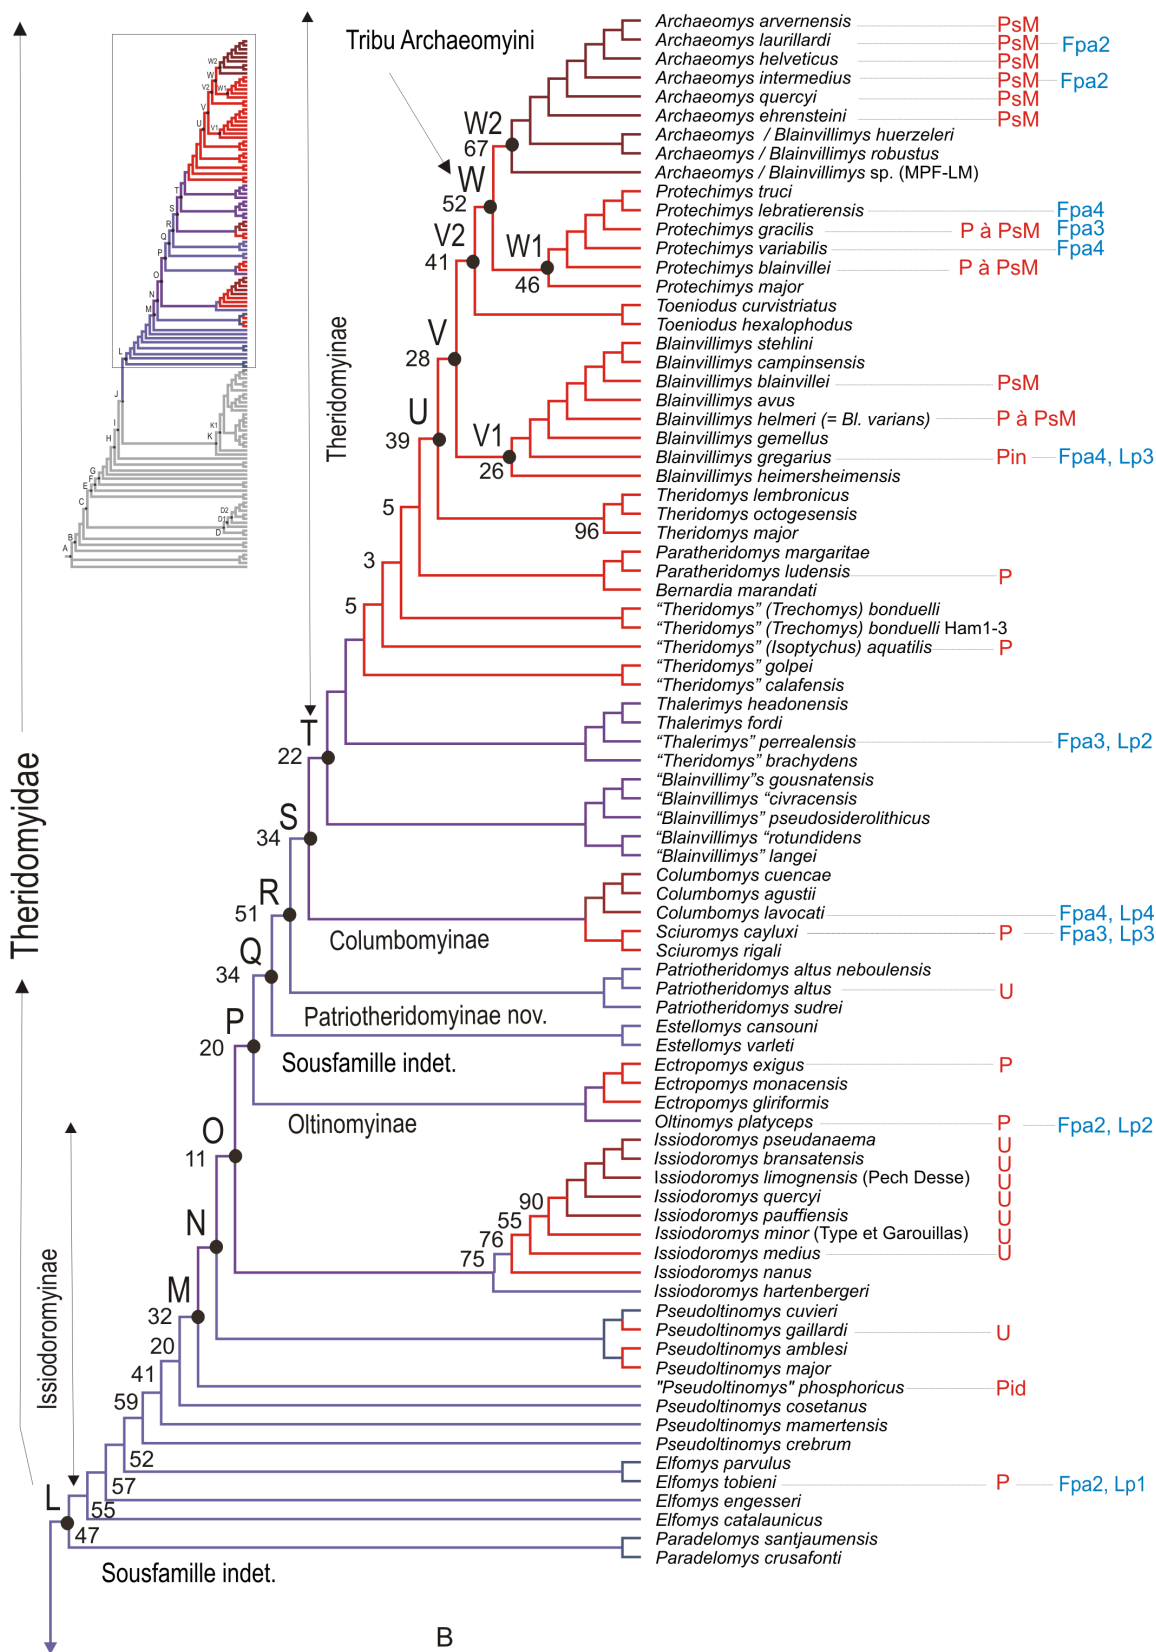 Tribu Archaeomyini
Archaeomys arvernensis PsM
Archaeomys laurillardi PsM Fpa2
Archaeomys helveticus PsM
Archaeomys intermedius PsM Fpa2
Archaeomys quercyi PsM
Archaeomys ehrensteini PsM
W2
67
Archaeomys / Blainvillimys huerzeleri
Archaeomys / Blainvillimys robustus
Archaeomys / Blainvillimys sp. (MPF-LM)
W
52
Protechimys truci
Protechimys lebratierensis Fpa4
Protechimys gracilis P à PsM Fpa3
Protechimys variabilis Fpa4
Protechimys blainvillei P à PsM
Protechimys major
V2
41
W1
46
Toeniodus curvistriatus
Toeniodus hexalophodus
V
28
Blainvillimys stehlini
Blainvillimys campinsensis
Blainvillimys blainvillei PsM
Blainvillimys avus
Blainvillimys helmeri (= Bl. varians) P à PsM
Blainvillimys gemellus
Blainvillimys gregarius Pin Fpa4, Lp3
Blainvillimys heimersheimensis
U
39
V1
26
Theridomys lembronicus
Theridomys octogesensis
Theridomys major
96
5
Paratheridomys margaritae
Paratheridomys ludensis P
Bernardia marandati
3
"Theridomys" (Trechomys) bonduelli
"Theridomys" (Trechomys) bonduelli Ham1-3
5
"Theridomys" (Isoptychus) aquatilis P
"Theridomys" golpei
"Theridomys" calafensis
Thalerimys headonensis
Thalerimys fordi
"Thalerimys" perrealensis Fpa3, Lp2
"Theridomys" brachydens
T
22
"Blainvillimy"s gousnatensis
"Blainvillimys "civracensis
"Blainvillimys" pseudosiderolithicus
"Blainvillimys "rotundidens
"Blainvillimys" langei
S
34
Columbomys cuencae
Columbomys agustii
Columbomys lavocati Fpa4, Lp4
Sciuromys cayluxi P Fpa3, Lp3
Sciuromys rigali
Columbomyinae
R
51
Patriotheridomys altus neboulensis
Patriotheridomys altus U
Patriotheridomys sudrei
Patriotheridomyinae nov.
Q
34
Estellomys cansouni
Estellomys varleti
Sousfamille indet.
P
20
Ectropomys exigus P
Ectropomys monacensis
Ectropomys gliriformis
Oltinomys platyceps P Fpa2, Lp2
Oltinomyinae
O
11
Issiodoromys pseudanaema U
Issiodoromys bransatensis U
Issiodoromys limognensis (Pech Desse) U
Issiodoromys quercyi U
Issiodoromys pauffiensis U
Issiodoromys minor (Type et Garouillas) U
Issiodoromys medius U
Issiodoromys nanus
Issiodoromys hartenbergeri
90
55
76
75
N
Pseudoltinomys cuvieri
Pseudoltinomys gaillardi U
Pseudoltinomys amblesi
Pseudoltinomys major
M
32
"Pseudoltinomys" phosphoricus Pid
20
Pseudoltinomys cosetanus
41
Pseudoltinomys mamertensis
59
Pseudoltinomys crebrum
52
Elfomys parvulus
Elfomys tobieni P Fpa2, Lp1
57
Elfomys engesseri
55
Elfomys catalaunicus
L
47
Paradelomys santjaumensis
Paradelomys crusafonti
Sousfamille indet.
Theridomyidae
Theridomyinae
Issiodoromyinae
W2
W
V2
W1
V
U
V1
T
S
R
Q
P
O
N
M
L
J
I
H
K1
K
G
F
E
C
D2
D1
D
B
A
B